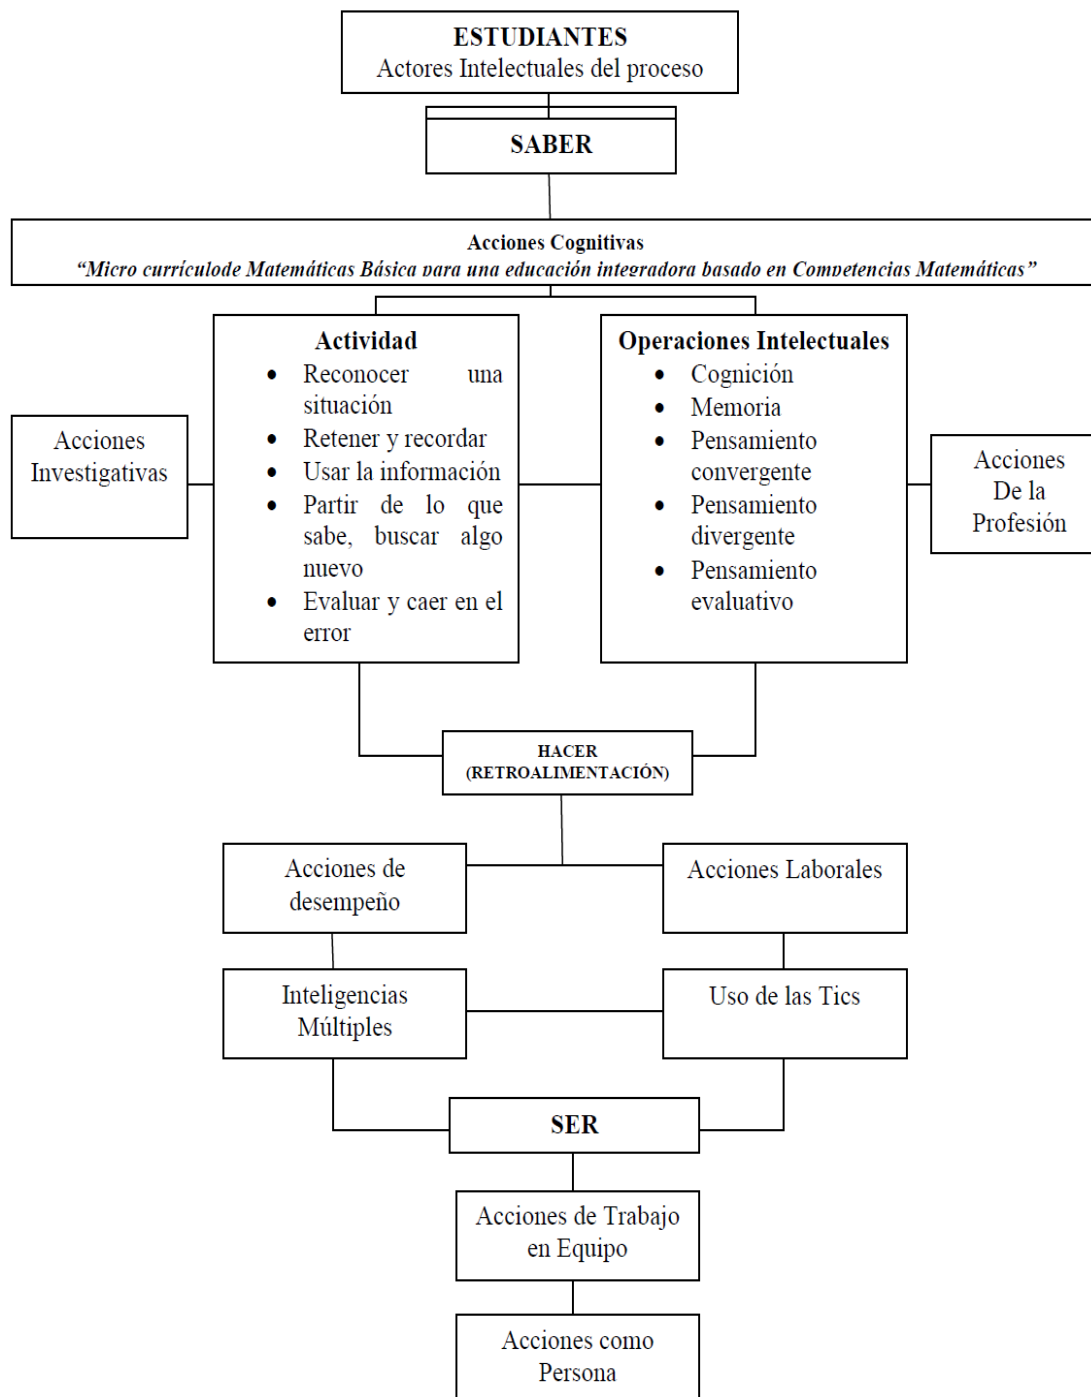 ESTUDIANTES
Actores Intelectuales del proceso
SABER
Acciones Cognitivas
“Micro currículode Matemáticas Básica para una educación integradora basado en Competencias Matemáticas”
Actividad
• Reconocer una
situación
• Retener y recordar
• Usar la información
• Partir de lo que
sabe, buscar algo
nuevo
• Evaluar y caer en el
error
Operaciones Intelectuales
• Cognición
• Memoria
• Pensamiento
convergente
• Pensamiento
divergente
• Pensamiento
evaluativo
Acciones
Investigativas
Acciones
De la
Profesión
HACER
(RETROALIMENTACIÓN)
Acciones de
desempeño
Acciones Laborales
Inteligencias
Múltiples
Uso de las Tics
SER
Acciones de Trabajo
en Equipo
Acciones como
Persona